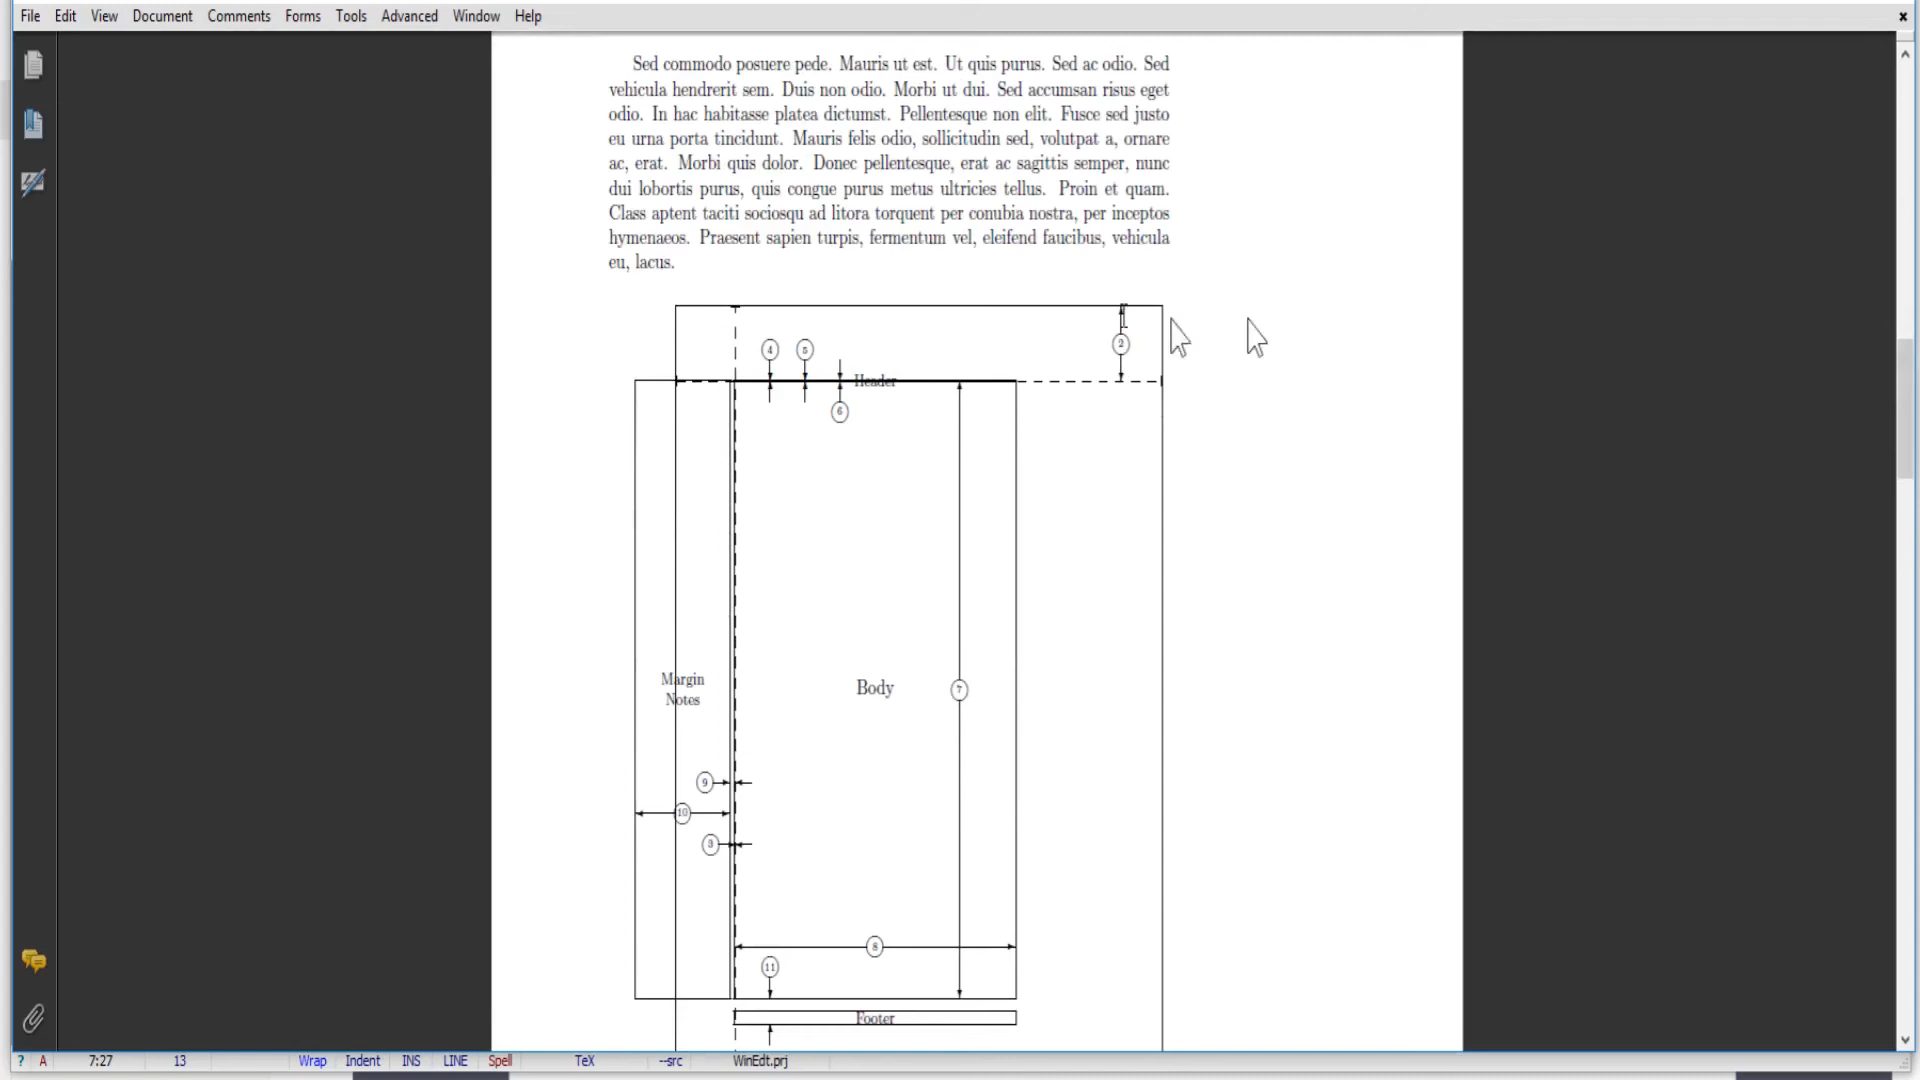 File Edit View Document Comments Forms Tools Advanced Window Help
Sed commodo posuere pede. Mauris ut est. Ut quis purus. Sed ac odio. Sed
vehicula hendrerit sem. Duis non odio. Morbi ut dui. Sed accumsan risus eget
odio. In hac habitasse platea dictumst. Pellentesque non elit. Fusce sed justo
eu urna porta tincidunt. Mauris felis odio, sollicitudin sed, volutpat a, ornare
ac, erat. Morbi quis dolor. Donec pellentesque, erat ac sagittis semper, nunc
dui lobortis purus, quis congue purus metus ultricies tellus. Proin et quam.
Class aptent taciti sociosqu ad litora torquent per conubia nostra, per inceptos
hymenaeos. Praesent sapien turpis, fermentum vel, eleifend faucibus, vehicula
eu, lacus.
4 5 2
Header
6
Margin
Notes
Body
7
9
10
3
8
11
Footer
? A 7:27 13 Wrap Indent INS LINE Spell TeX --src WinEdt.prj